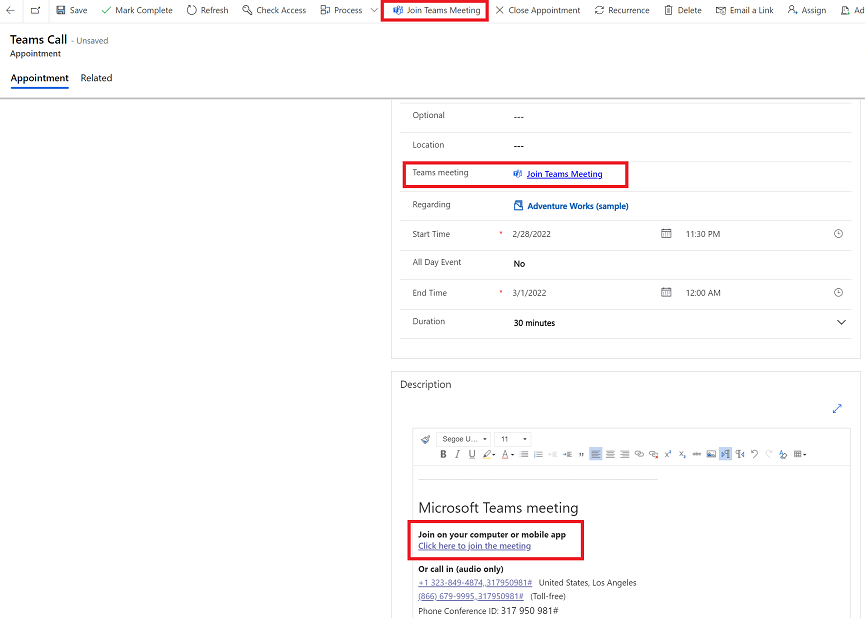 Save Mark Complete Refresh Check Access Process Join Teams Meeting Close Appointment Recurrence Delete Email a Link Assign Ad
Teams Call - Unsaved
Appointment
Appointment Related
Optional ---
Location ---
Teams meeting Join Teams Meeting
Regarding Adventure Works (sample)
Start Time * 2/28/2022 11:30 PM
All Day Event No
End Time * 3/1/2022 12:00 AM
Duration 30 minutes
Description
Segoe U... 11
B I U A
Microsoft Teams meeting
Join on your computer or mobile app
Click here to join the meeting
Or call in (audio only)
+1 323-849-4874,,317950981# United States, Los Angeles
(866) 679-9995,,317950981# (Toll-free)
Phone Conference ID: 317 950 981#